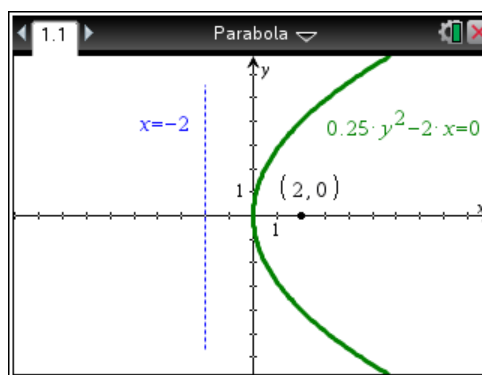 1.1 Parabola
y
x=-2
0.25·y²-2·x=0
(2,0)
1
x
1